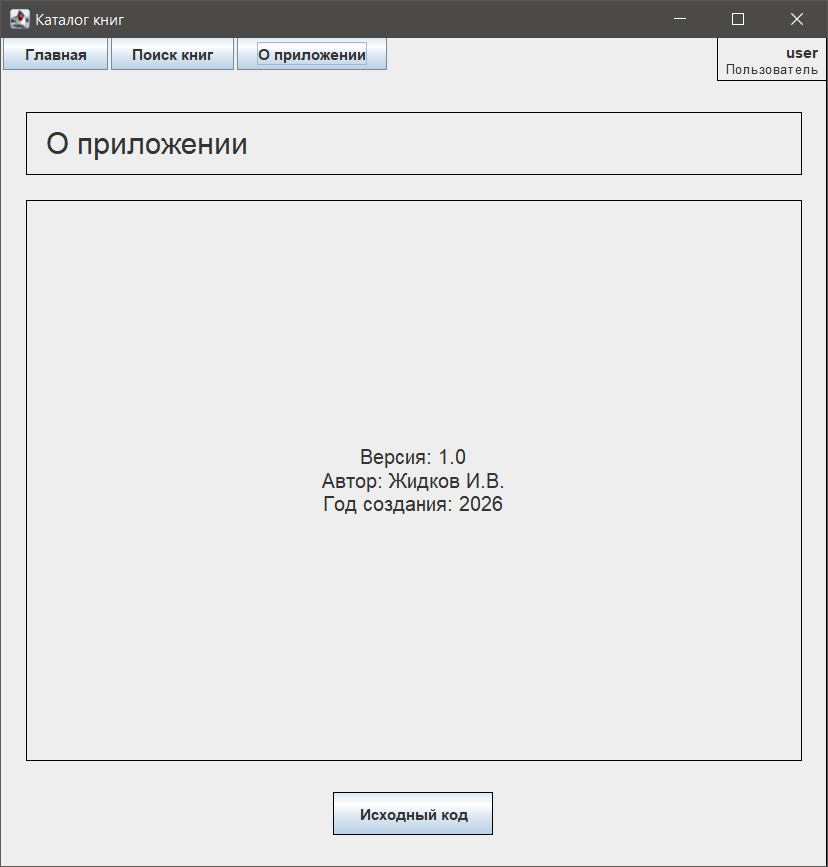 Каталог книг
Главная Поиск книг О приложении
user
Пользователь
О приложении
Версия: 1.0
Автор: Жидков И.В.
Год создания: 2026
Исходный код